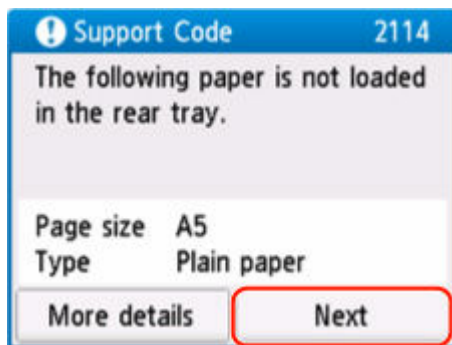 Support Code 2114
The following paper is not loaded
in the rear tray.
Page size A5
Type Plain paper
More details Next